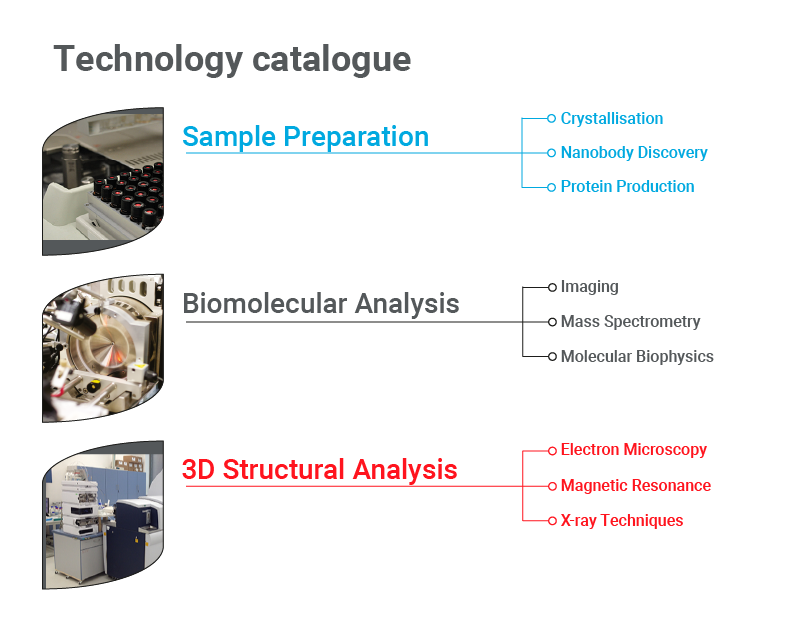 Technology catalogue
Sample Preparation
Crystallisation
Nanobody Discovery
Protein Production
Biomolecular Analysis
Imaging
Mass Spectrometry
Molecular Biophysics
3D Structural Analysis
Electron Microscopy
Magnetic Resonance
X-ray Techniques